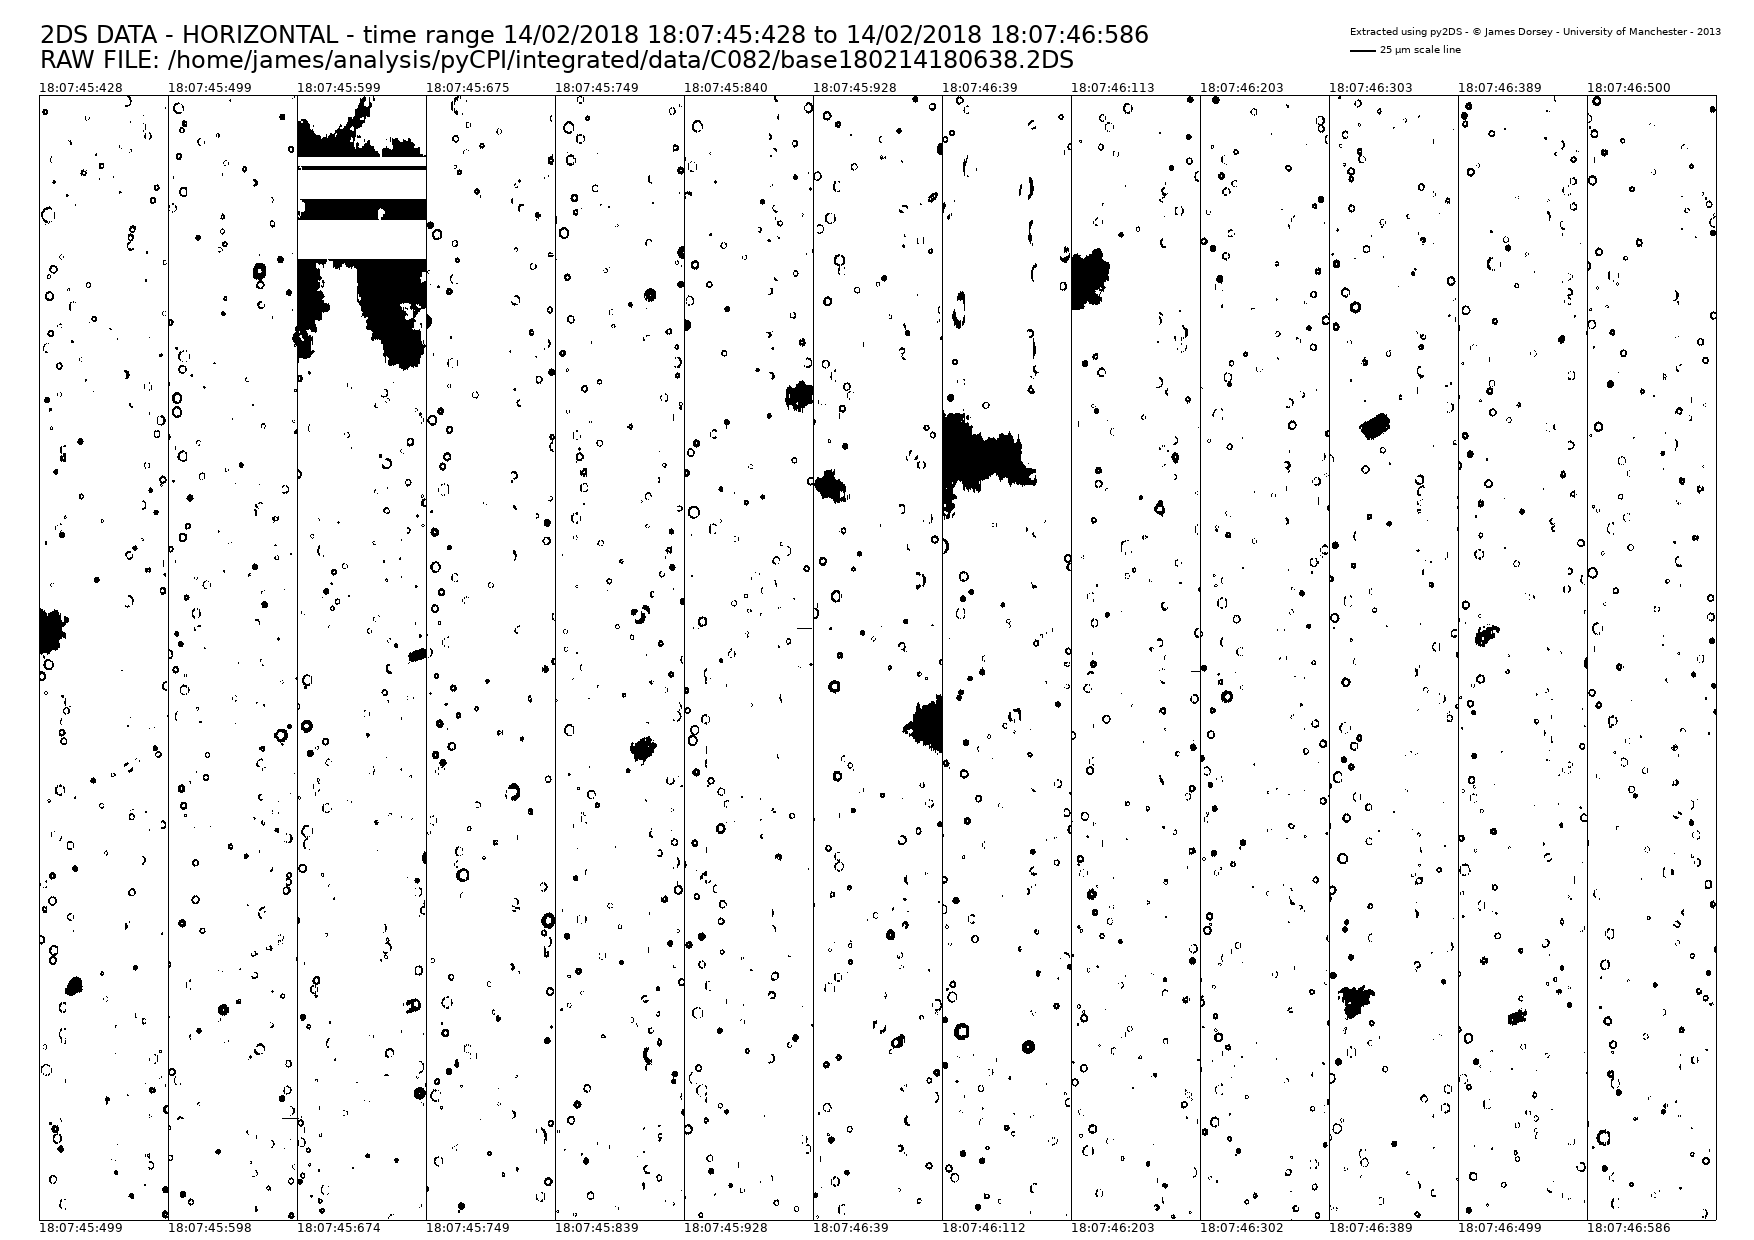 2DS DATA - HORIZONTAL - time range 14/02/2018 18:07:45:428 to 14/02/2018 18:07:46:586
RAW FILE: /home/james/analysis/pyCPI/integrated/data/C082/base180214180638.2DS
Extracted using py2DS - © James Dorsey - University of Manchester - 2013
25 µm scale line
18:07:45:428 18:07:45:499 18:07:45:599 18:07:45:675 18:07:45:749 18:07:45:840 18:07:45:928 18:07:46:39 18:07:46:113 18:07:46:203 18:07:46:303 18:07:46:389 18:07:46:500
18:07:45:499 18:07:45:598 18:07:45:674 18:07:45:749 18:07:45:839 18:07:45:928 18:07:46:39 18:07:46:112 18:07:46:203 18:07:46:302 18:07:46:389 18:07:46:499 18:07:46:586